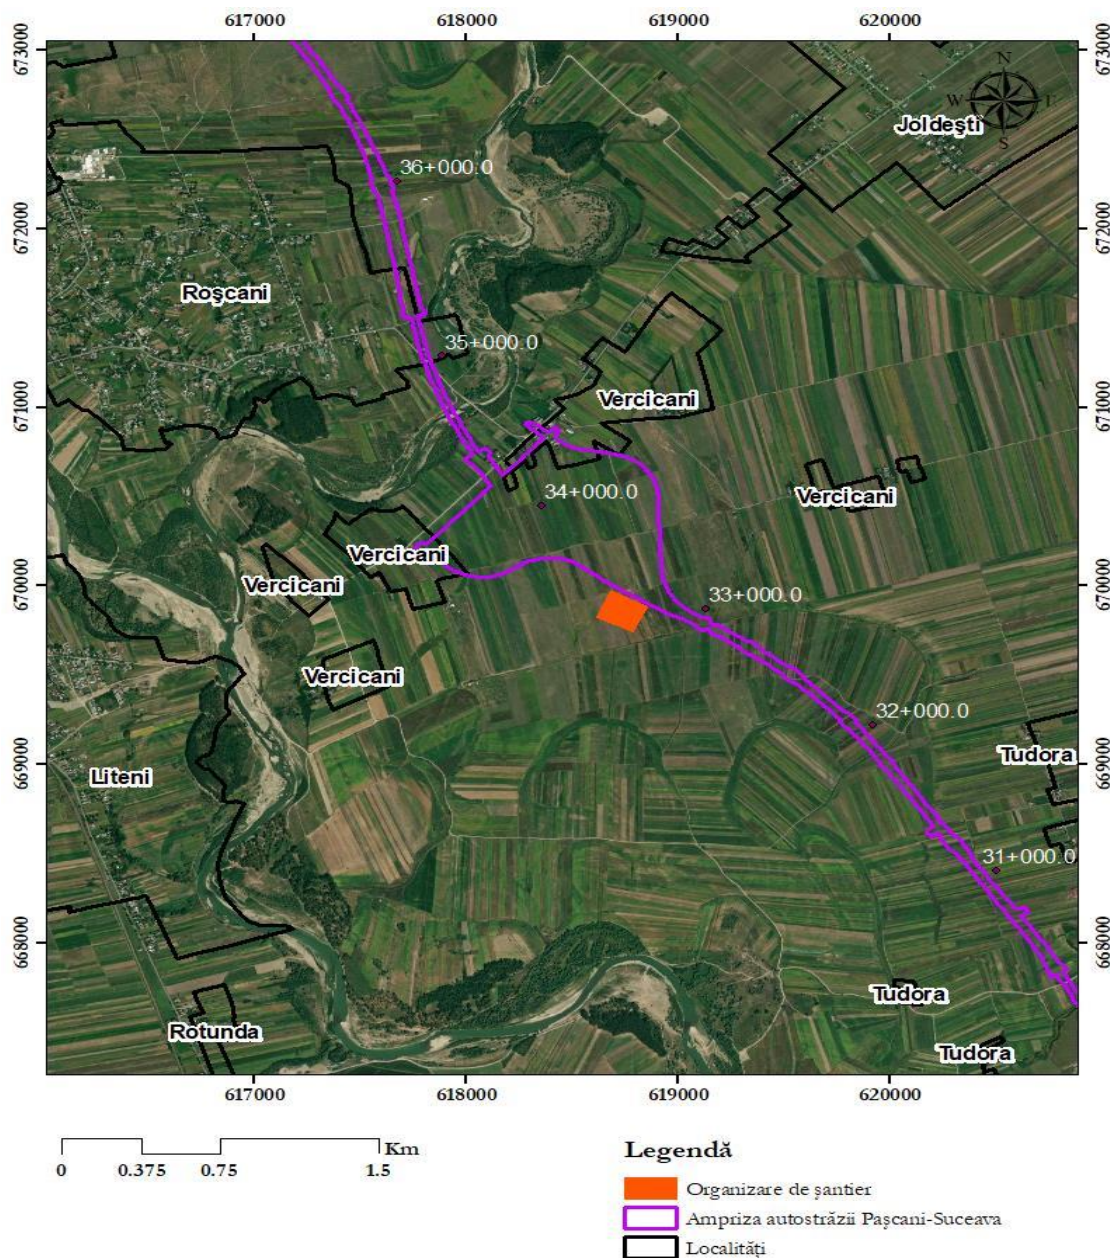 617000 618000 619000 620000
673000 673000
N
W E
S
Joldeşti
36+000.0
672000 672000
Roşcani
35+000.0
671000 671000
Vercicani
34+000.0
Vercicani
Vercicani
Vercicani
670000 670000
33+000.0
Vercicani
32+000.0
Tudora
669000 669000
Liteni
31+000.0
668000 668000
Tudora
Rotunda
Tudora
617000 618000 619000 620000
Km
0 0.375 0.75 1.5
Legendă
Organizare de şantier
Ampriza autostrăzii Paşcani-Suceava
Localităţi